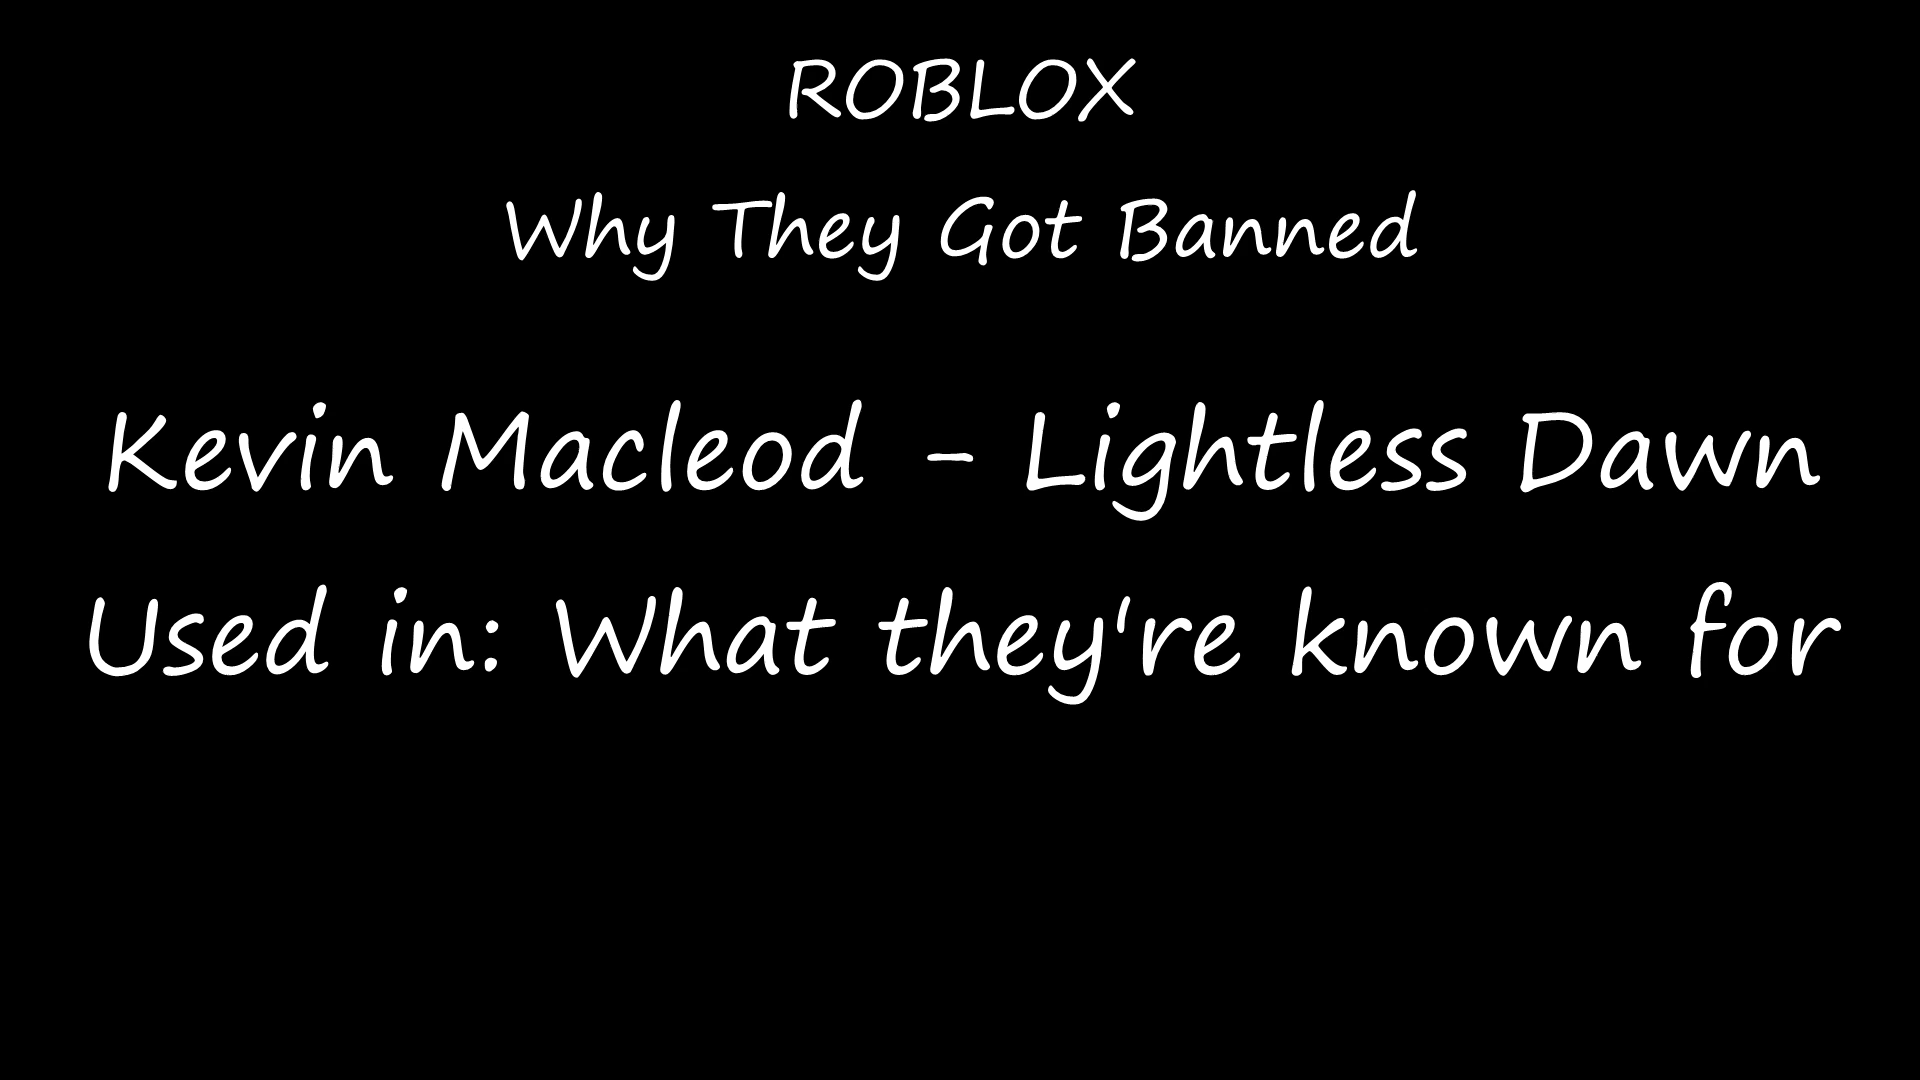 ROBLOX
Why They Got Banned
Kevin Macleod - Lightless Dawn
Used in: What they're known for